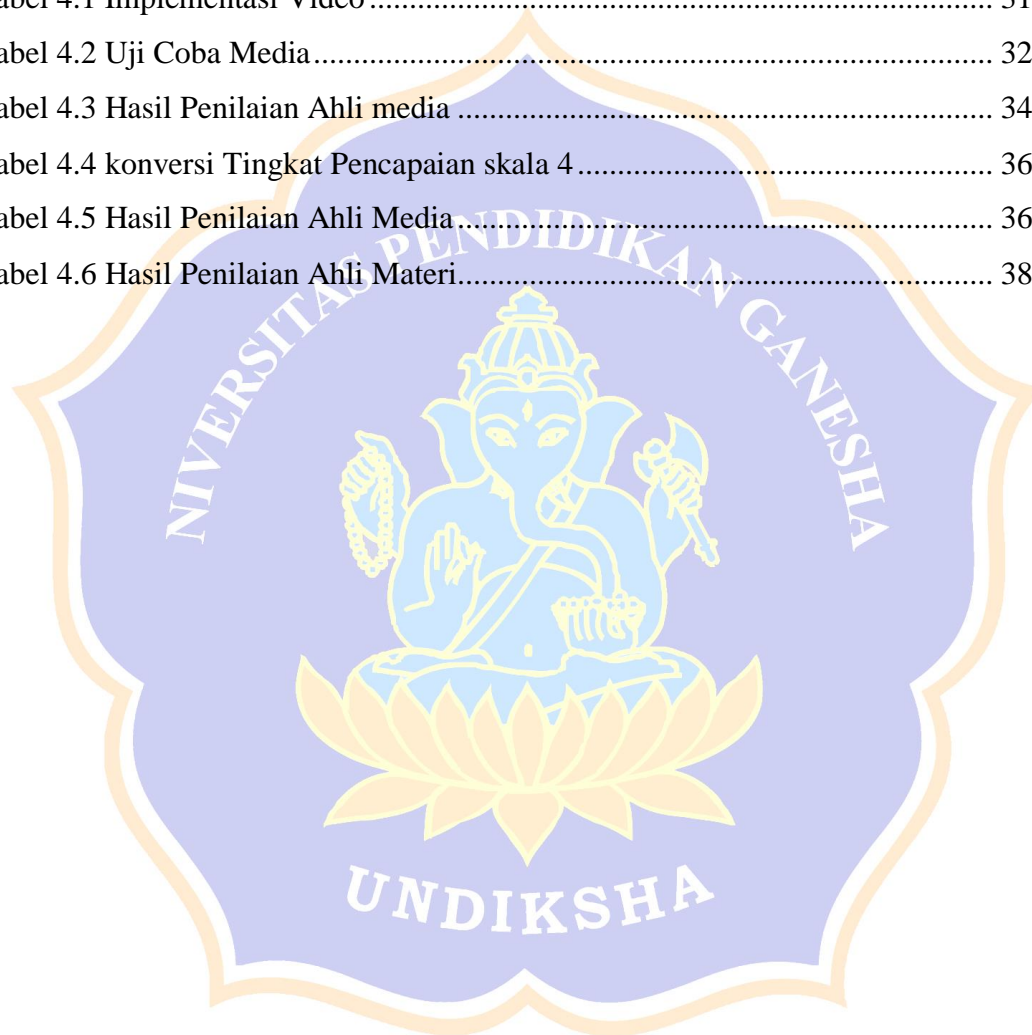 abel 4.1 Implementasi Video ........................................................................... 31
abel 4.2 Uji Coba Media .................................................................................. 32
abel 4.3 Hasil Penilaian Ahli media ................................................................ 34
abel 4.4 konversi Tingkat Pencapaian skala 4 .................................................. 36
abel 4.5 Hasil Penilaian Ahli Media ................................................................ 36
abel 4.6 Hasil Penilaian Ahli Materi ................................................................ 38
NIVERSITAS PENDIDIKAN GANESHA
UNDIKSHA